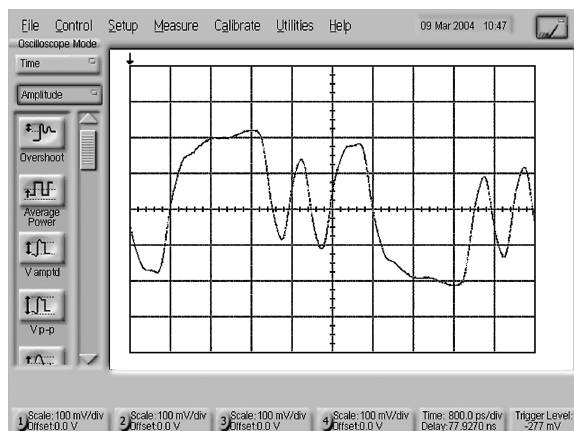 File Control Setup Measure Calibrate Utilities Help 09 Mar 2004 10:47
Oscilloscope Mode
Time
Amplitude
Overshoot
Average
Power
V amptd
V p-p
1 Scale: 100 mV/div
Offset: 0.0 V
2 Scale: 100 mV/div
Offset: 0.0 V
3 Scale: 100 mV/div
Offset: 0.0 V
4 Scale: 100 mV/div
Offset: 0.0 V
Time: 800.0 ps/div
Delay: 77.9270 ns
Trigger Level:
-277 mV